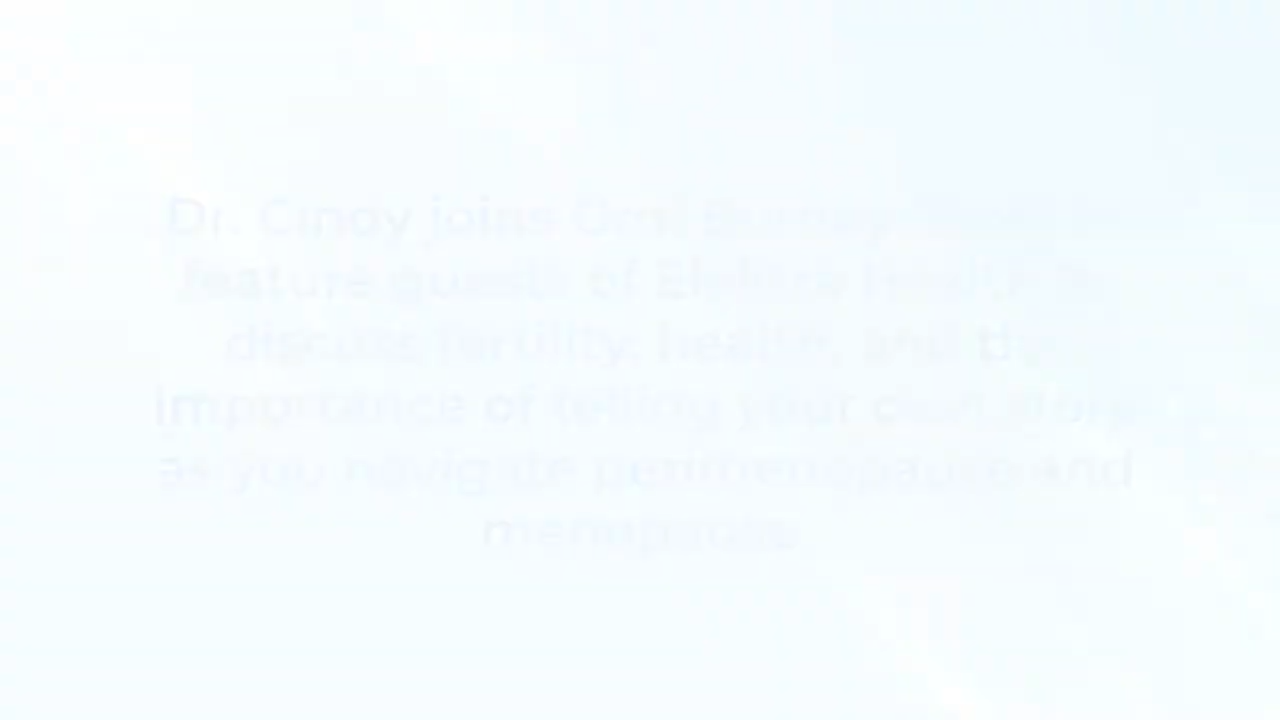 Dr. Cindy joins
feature guests of
discuss fertility, health, and the
importance of telling your own story
as you navigate perimenopause and
menopause